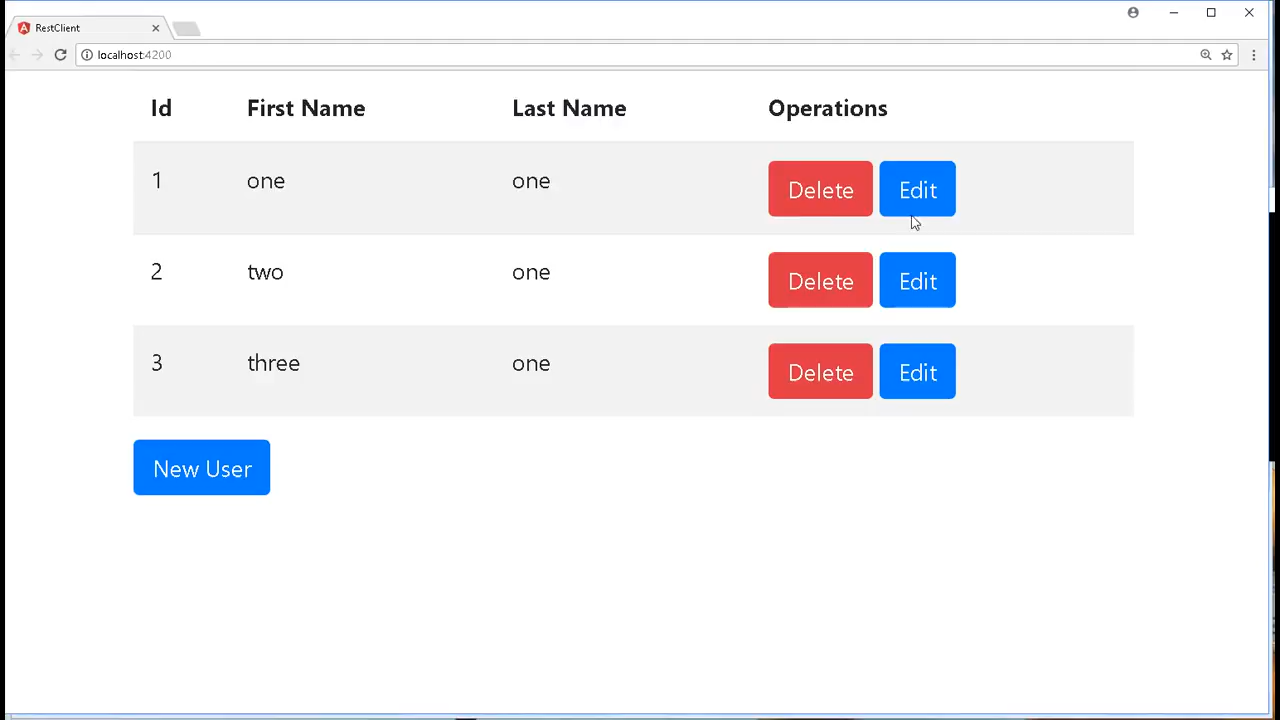 RestClient
localhost:4200
Id First Name Last Name Operations
1 one one Delete Edit
2 two one Delete Edit
3 three one Delete Edit
New User